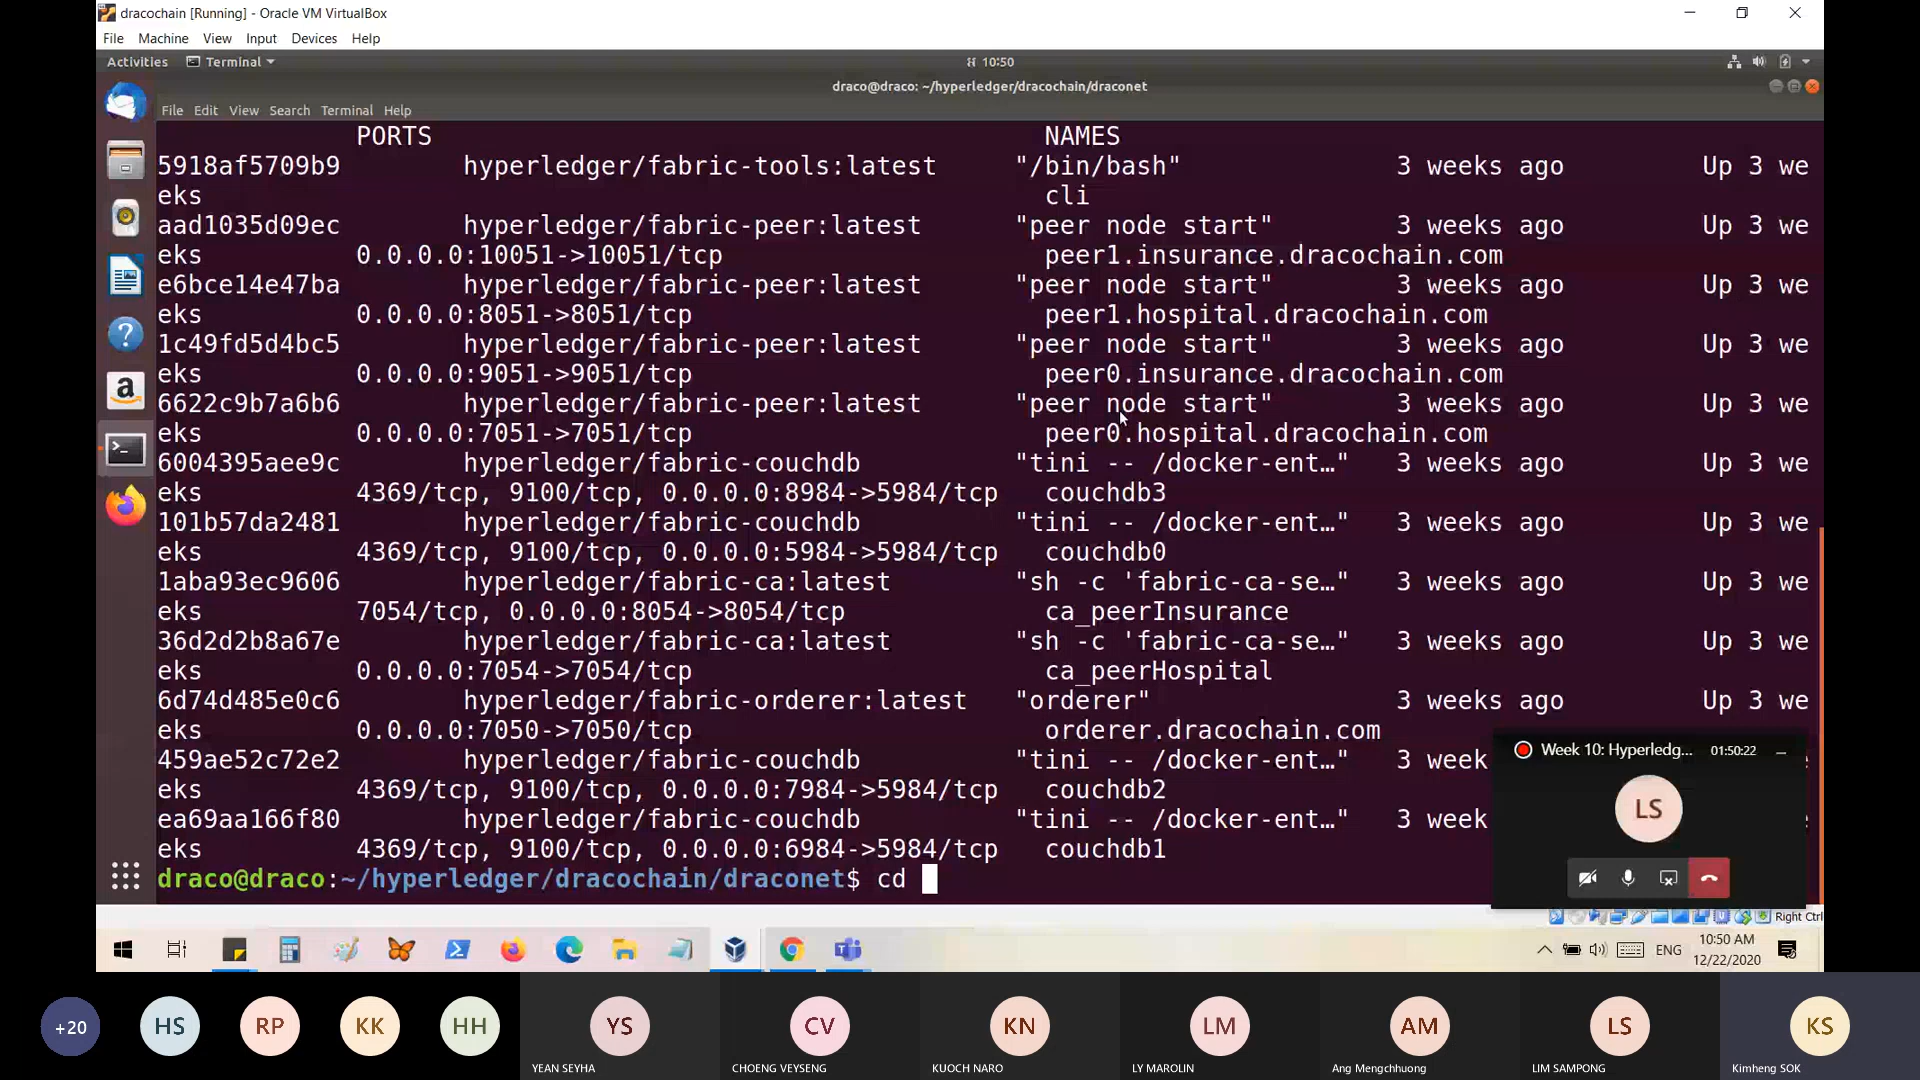 dracochain [Running] - Oracle VM VirtualBox
File Machine View Input Devices Help
Activities Terminal 10:50
draco@draco: ~/hyperledger/dracochain/draconet
File Edit View Search Terminal Help
PORTS NAMES
5918af5709b9 hyperledger/fabric-tools:latest "/bin/bash" 3 weeks ago Up 3 we
eks cli
aad1035d09ec hyperledger/fabric-peer:latest "peer node start" 3 weeks ago Up 3 we
eks 0.0.0.0:10051->10051/tcp peer1.insurance.dracochain.com
e6bce14e47ba hyperledger/fabric-peer:latest "peer node start" 3 weeks ago Up 3 we
eks 0.0.0.0:8051->8051/tcp peer1.hospital.dracochain.com
1c49fd5d4bc5 hyperledger/fabric-peer:latest "peer node start" 3 weeks ago Up 3 we
eks 0.0.0.0:9051->9051/tcp peer0.insurance.dracochain.com
6622c9b7a6b6 hyperledger/fabric-peer:latest "peer node start" 3 weeks ago Up 3 we
eks 0.0.0.0:7051->7051/tcp peer0.hospital.dracochain.com
6004395aee9c hyperledger/fabric-couchdb "tini -- /docker-ent…" 3 weeks ago Up 3 we
eks 4369/tcp, 9100/tcp, 0.0.0.0:8984->5984/tcp couchdb3
101b57da2481 hyperledger/fabric-couchdb "tini -- /docker-ent…" 3 weeks ago Up 3 we
eks 4369/tcp, 9100/tcp, 0.0.0.0:5984->5984/tcp couchdb0
1aba93ec9606 hyperledger/fabric-ca:latest "sh -c 'fabric-ca-se…" 3 weeks ago Up 3 we
eks 7054/tcp, 0.0.0.0:8054->8054/tcp ca_peerInsurance
36d2d2b8a67e hyperledger/fabric-ca:latest "sh -c 'fabric-ca-se…" 3 weeks ago Up 3 we
eks 0.0.0.0:7054->7054/tcp ca_peerHospital
6d74d485e0c6 hyperledger/fabric-orderer:latest "orderer" 3 weeks ago Up 3 we
eks 0.0.0.0:7050->7050/tcp orderer.dracochain.com
459ae52c72e2 hyperledger/fabric-couchdb "tini -- /docker-ent…" 3 week
eks 4369/tcp, 9100/tcp, 0.0.0.0:7984->5984/tcp couchdb2
ea69aa166f80 hyperledger/fabric-couchdb "tini -- /docker-ent…" 3 week
eks 4369/tcp, 9100/tcp, 0.0.0.0:6984->5984/tcp couchdb1
draco@draco:~/hyperledger/dracochain/draconet$ cd
Week 10: Hyperledg... 01:50:22
LS
Right Ctrl
ENG
10:50 AM
12/22/2020
+20 HS RP KK HH YS CV KN LM AM LS KS
YEAN SEYHA CHOENG VEYSENG KUOCH NARO LY MAROLIN Ang Mengchhuong LIM SAMPONG Kimheng SOK